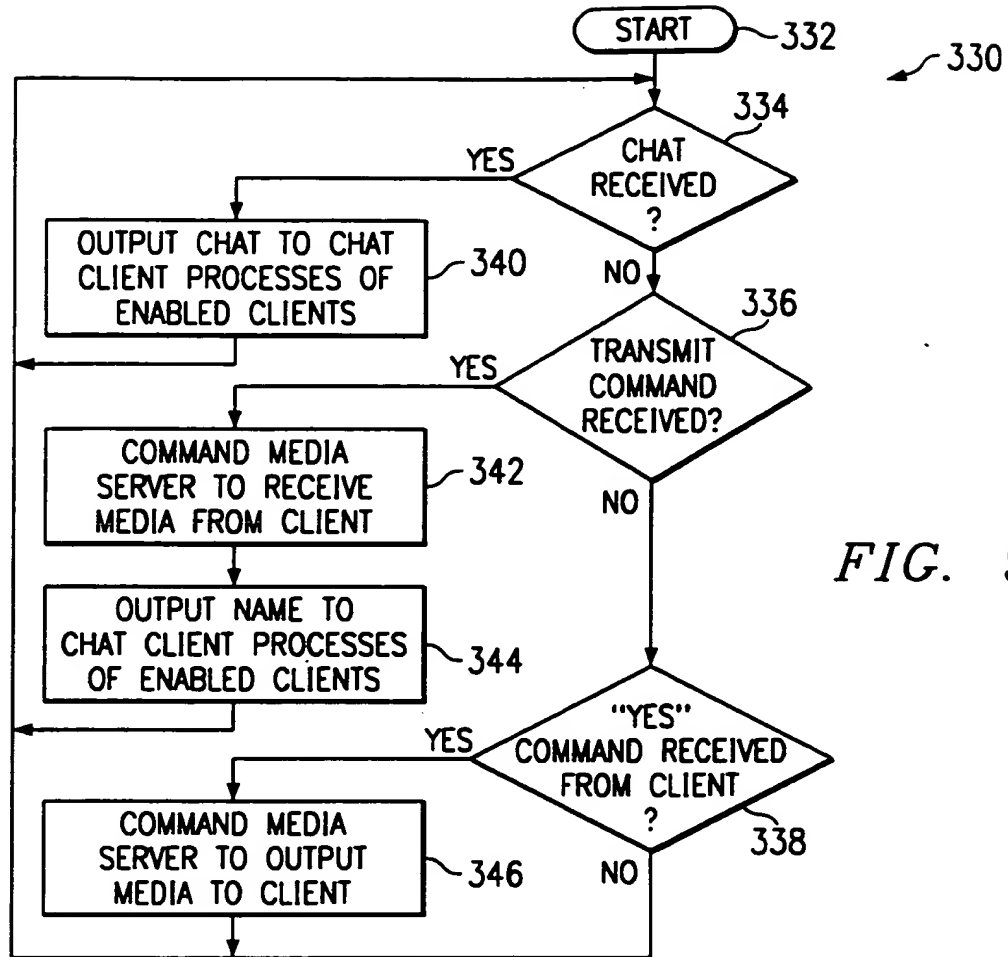 START
332
330
334
CHAT
RECEIVED
?
YES
NO
OUTPUT CHAT TO CHAT
CLIENT PROCESSES OF
ENABLED CLIENTS
340
336
TRANSMIT
COMMAND
RECEIVED?
YES
NO
COMMAND MEDIA
SERVER TO RECEIVE
MEDIA FROM CLIENT
342
OUTPUT NAME TO
CHAT CLIENT PROCESSES
OF ENABLED CLIENTS
344
FIG.
"YES"
COMMAND RECEIVED
FROM CLIENT
?
338
YES
NO
COMMAND MEDIA
SERVER TO OUTPUT
MEDIA TO CLIENT
346